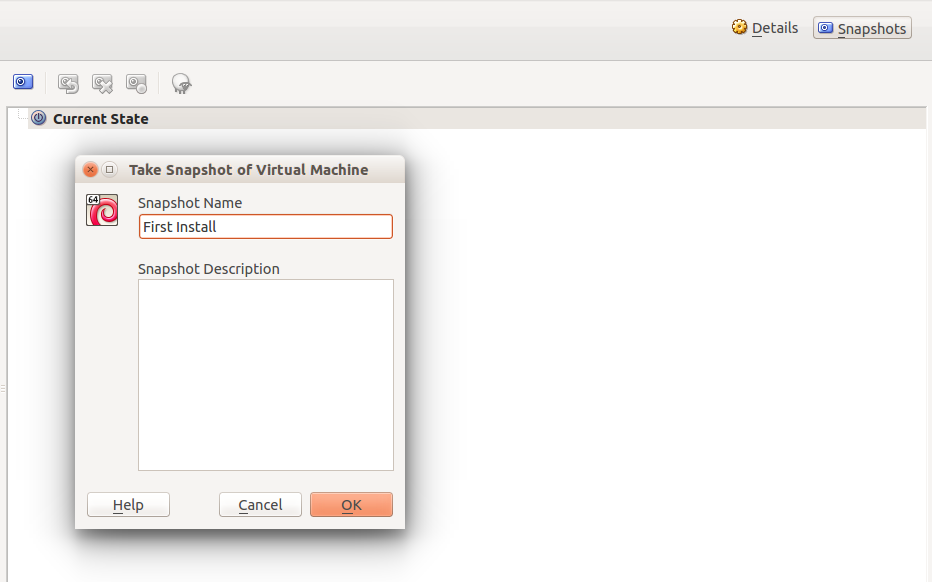 Details
Snapshots
Current State
Take Snapshot of Virtual Machine
64
Snapshot Name
First Install
Snapshot Description
Help
Cancel
OK